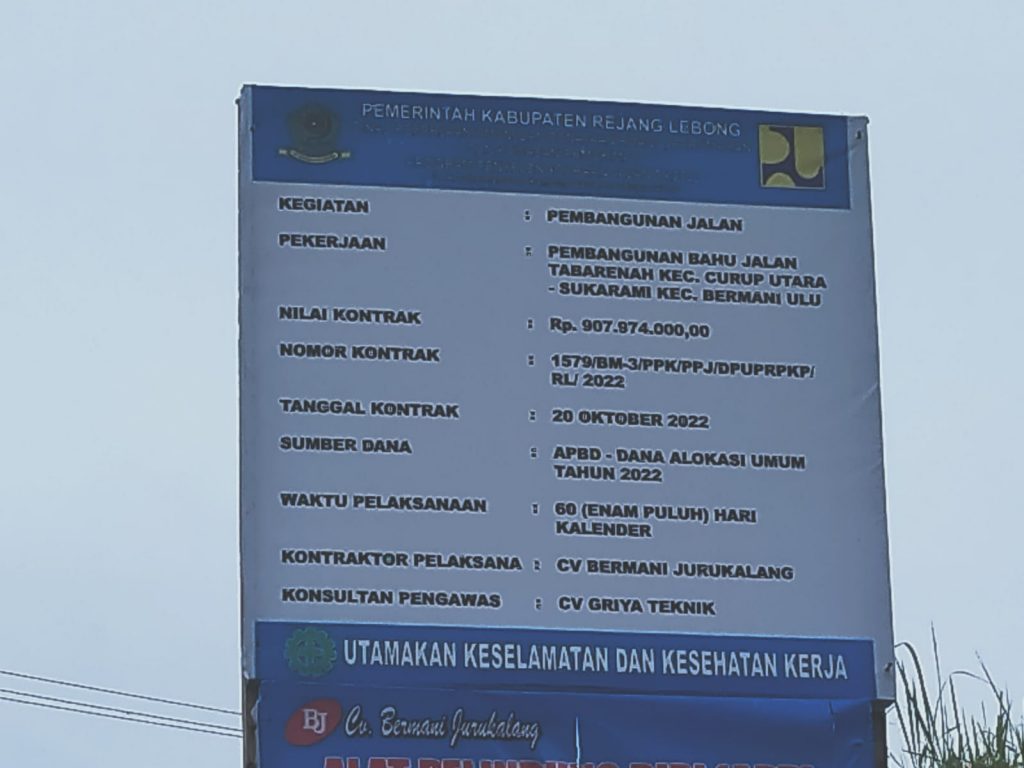 PEMERINTAH KABUPATEN REJANG LEBONG
KEGIATAN : PEMBANGUNAN JALAN
PEKERJAAN : PEMBANGUNAN BAHU JALAN
TABARENAH KEC. CURUP UTARA
- SUKARAMI KEC. BERMANI ULU
NILAI KONTRAK : Rp. 907.974.000,00
NOMOR KONTRAK : 1579/BM-3/PPK/PPJ/DPUPRPKP/
RL/ 2022
TANGGAL KONTRAK : 20 OKTOBER 2022
SUMBER DANA : APBD - DANA ALOKASI UMUM
TAHUN 2022
WAKTU PELAKSANAAN : 60 (ENAM PULUH) HARI
KALENDER
KONTRAKTOR PELAKSANA : CV BERMANI JURUKALANG
KONSULTAN PENGAWAS : CV GRIYA TEKNIK
UTAMAKAN KESELAMATAN DAN KESEHATAN KERJA
BJ Cv. Bermani Jurukalang